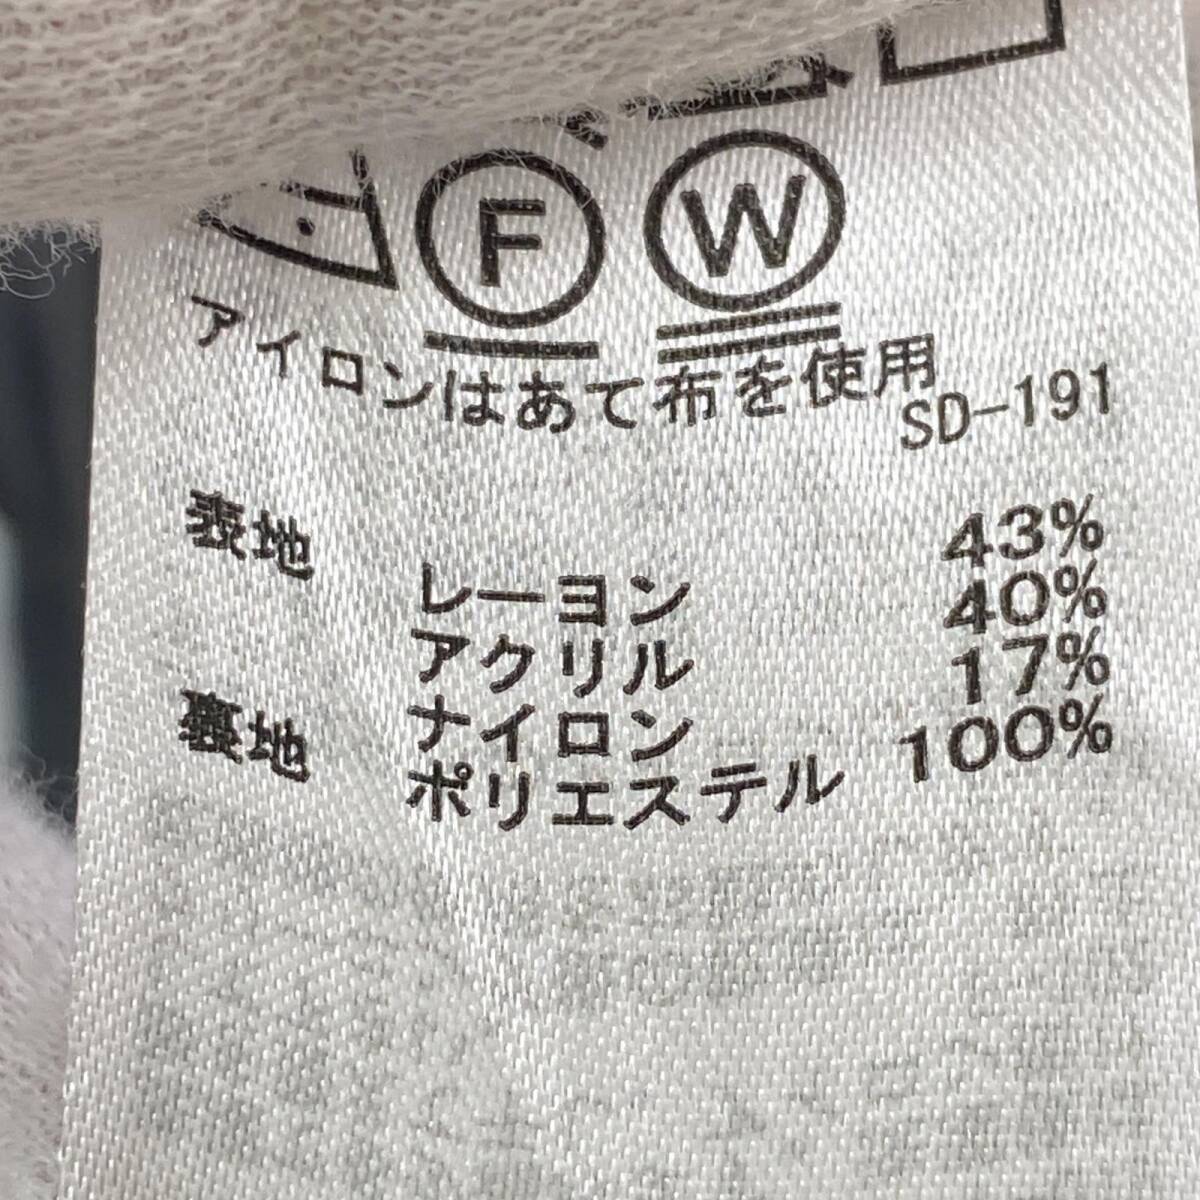 F W
アイロンはあて布を使用
SD-191
表地 レーヨン 43%
アクリル 40%
ナイロン 17%
裏地 ポリエステル 100%